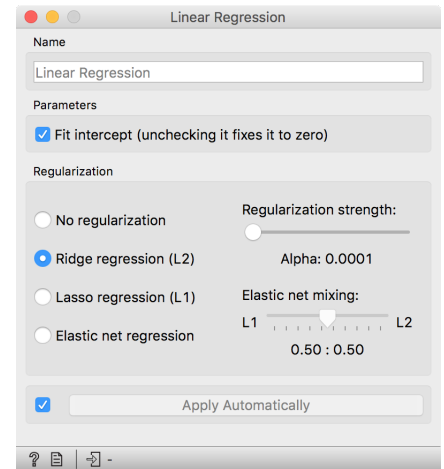 Linear Regression
Name
Linear Regression
Parameters
Fit intercept (unchecking it fixes it to zero)
Regularization
No regularization
Ridge regression (L2)
Lasso regression (L1)
Elastic net regression
Regularization strength:
Alpha: 0.0001
Elastic net mixing:
L1 L2
0.50 : 0.50
Apply Automatically
? -